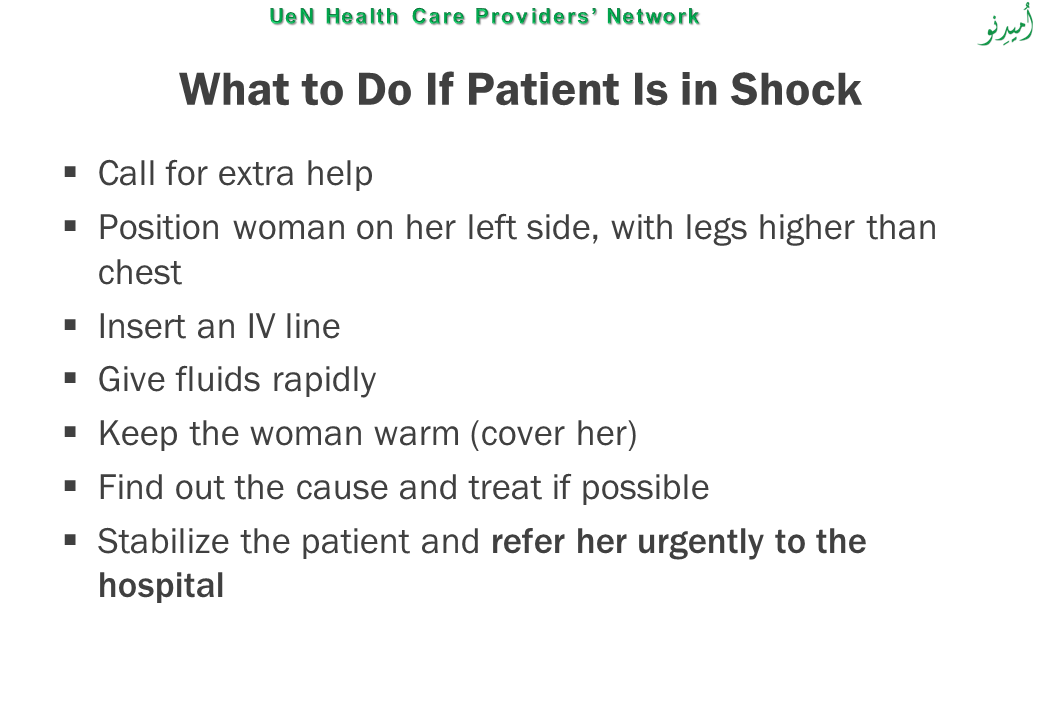 UeN Health Care Providers’ Network
أُميدِنو
What to Do If Patient Is in Shock
▪ Call for extra help
▪ Position woman on her left side, with legs higher than
chest
▪ Insert an IV line
▪ Give fluids rapidly
▪ Keep the woman warm (cover her)
▪ Find out the cause and treat if possible
▪ Stabilize the patient and refer her urgently to the
hospital